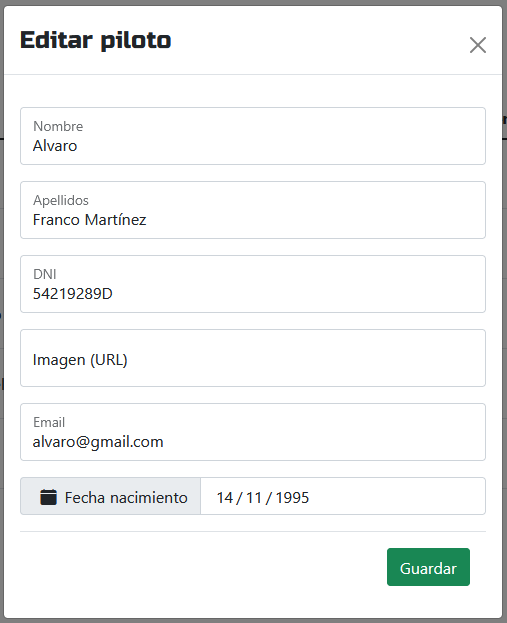 Editar piloto
Nombre
Alvaro
Apellidos
Franco Martínez
DNI
54219289D
Imagen (URL)
Email
alvaro@gmail.com
Fecha nacimiento 14 / 11 / 1995
Guardar